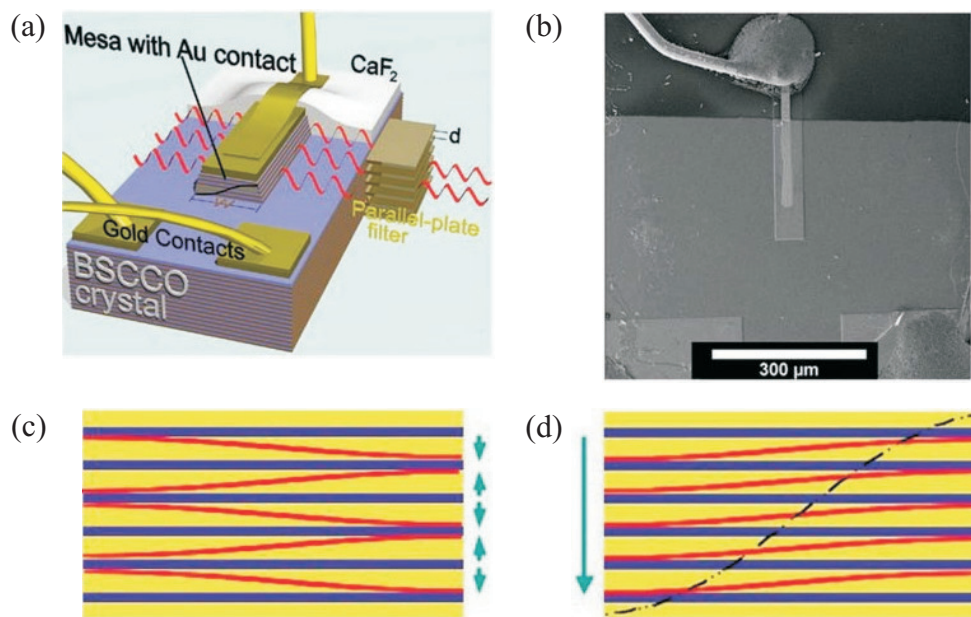 (a)
Mesa with Au contact
CaF2
d
Parallel-plate
filter
Gold Contacts
BSCCO
crystal
(b)
300 µm
(c)
(d)